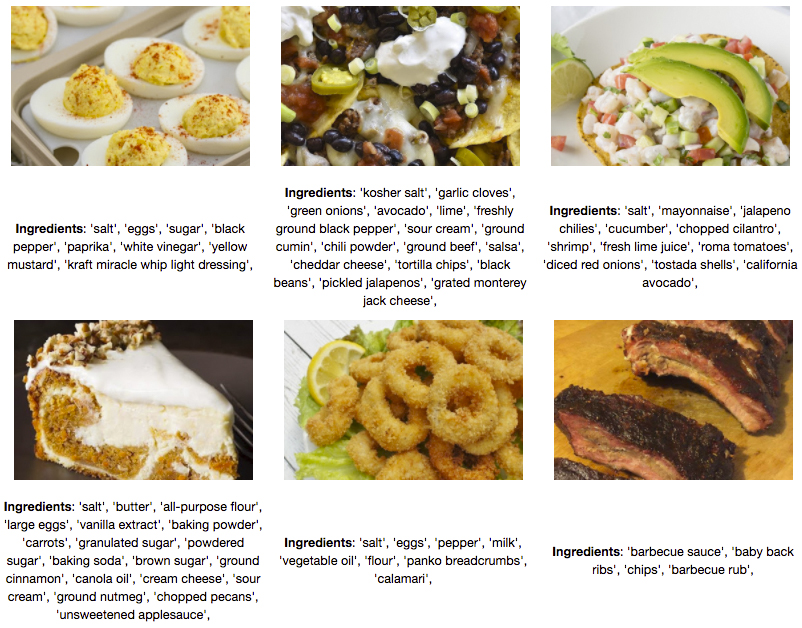 Ingredients: 'salt', 'eggs', 'sugar', 'black
pepper', 'paprika', 'white vinegar', 'yellow
mustard', 'kraft miracle whip light dressing',
Ingredients: 'kosher salt', 'garlic cloves',
'green onions', 'avocado', 'lime', 'freshly
ground black pepper', 'sour cream', 'ground
cumin', 'chili powder', 'ground beef', 'salsa',
'cheddar cheese', 'tortilla chips', 'black
beans', 'pickled jalapenos', 'grated monterey
jack cheese',
Ingredients: 'salt', 'mayonnaise', 'jalapeno
chilies', 'cucumber', 'chopped cilantro',
'shrimp', 'fresh lime juice', 'roma tomatoes',
'diced red onions', 'tostada shells', 'california
avocado',
Ingredients: 'salt', 'butter', 'all-purpose flour',
'large eggs', 'vanilla extract', 'baking powder',
'carrots', 'granulated sugar', 'powdered
sugar', 'baking soda', 'brown sugar', 'ground
cinnamon', 'canola oil', 'cream cheese', 'sour
cream', 'ground nutmeg', 'chopped pecans',
'unsweetened applesauce',
Ingredients: 'salt', 'eggs', 'pepper', 'milk',
'vegetable oil', 'flour', 'panko breadcrumbs',
'calamari',
Ingredients: 'barbecue sauce', 'baby back
ribs', 'chips', 'barbecue rub',